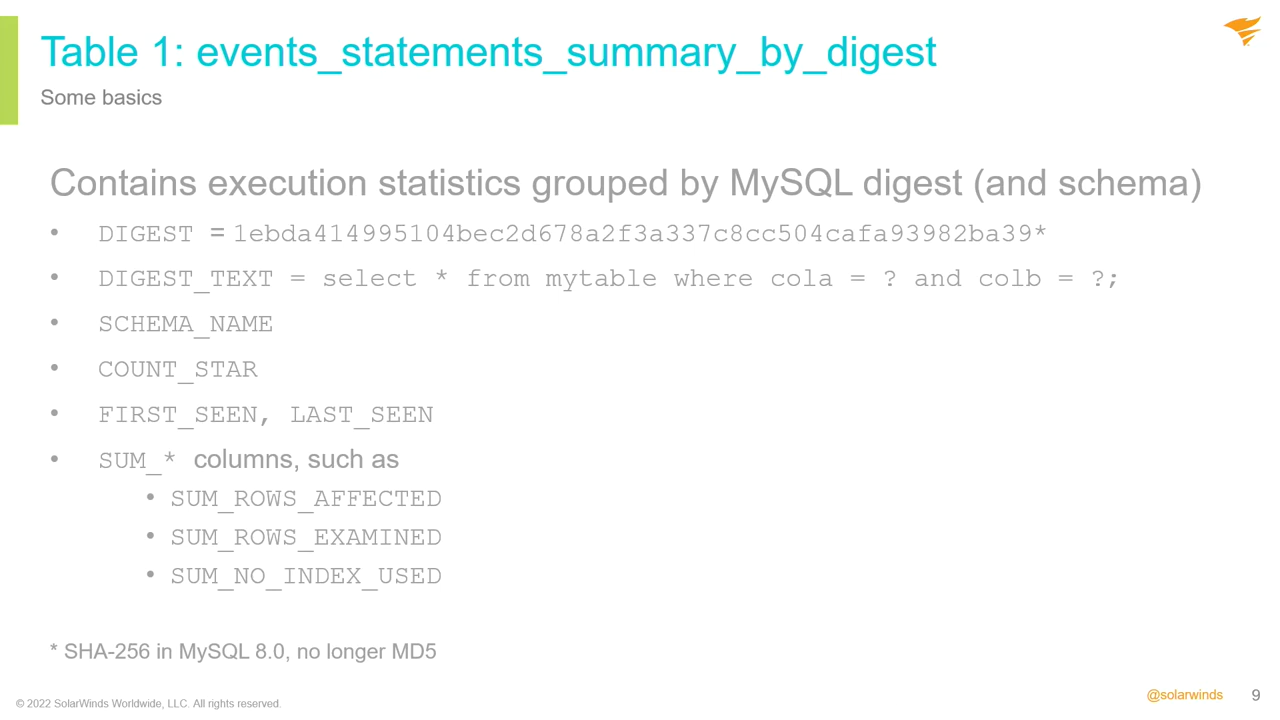 Table 1: events_statements_summary_by_digest
Some basics
Contains execution statistics grouped by MySQL digest (and schema)
• DIGEST = 1ebda414995104bec2d678a2f3a337c8cc504cafa93982ba39*
• DIGEST_TEXT = select * from mytable where cola = ? and colb = ?;
• SCHEMA_NAME
• COUNT_STAR
• FIRST_SEEN, LAST_SEEN
• SUM_* columns, such as
• SUM_ROWS_AFFECTED
• SUM_ROWS_EXAMINED
• SUM_NO_INDEX_USED
* SHA-256 in MySQL 8.0, no longer MD5
© 2022 SolarWinds Worldwide, LLC. All rights reserved.
@solarwinds 9